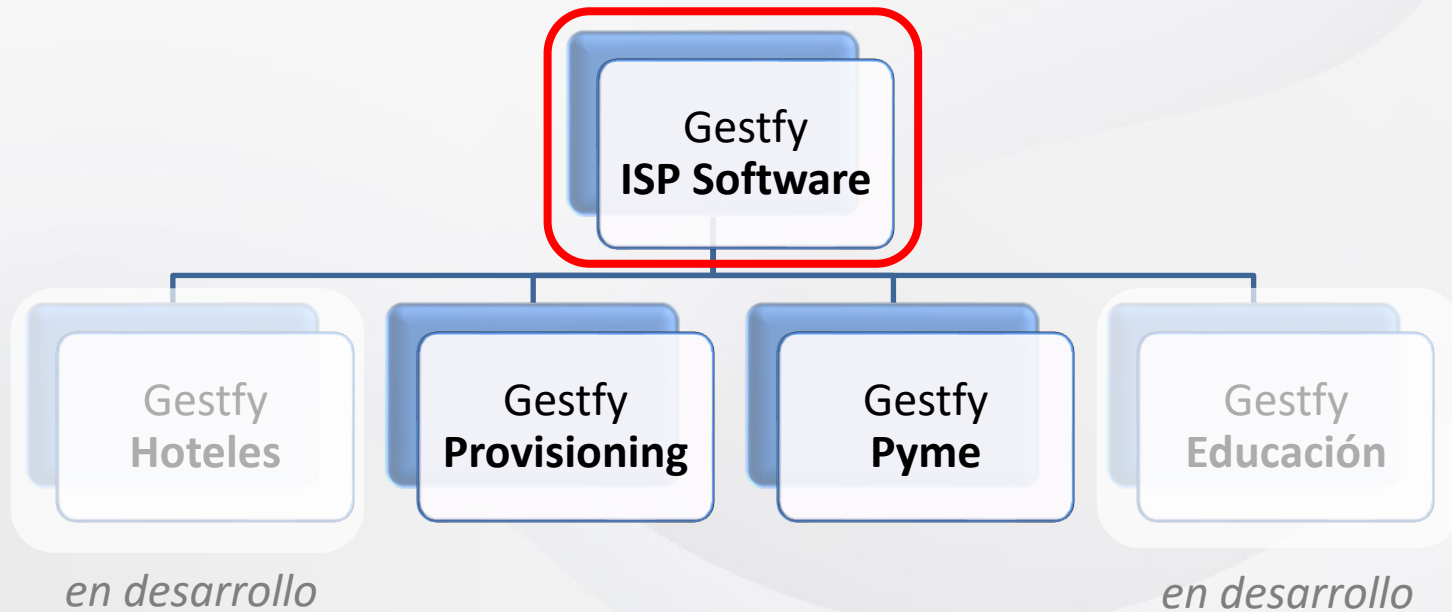 Gestfy
ISP Software
Gestfy
Hoteles
Gestfy
Provisioning
Gestfy
Pyme
Gestfy
Educación
en desarrollo
en desarrollo